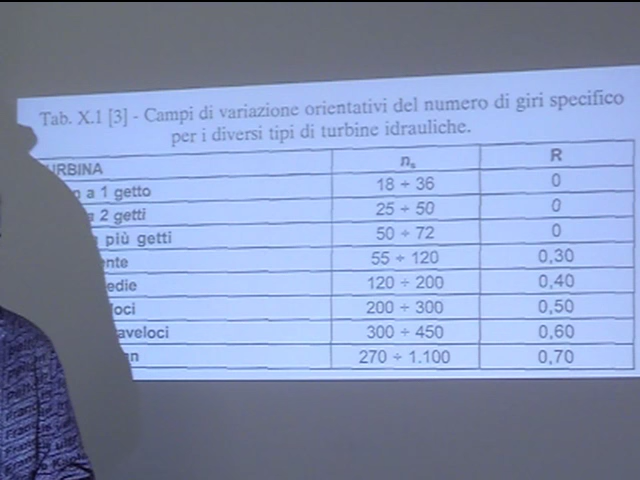 Tab. X.1 [3] - Campi di variazione orientativi del numero di giri specifico
per i diversi tipi di turbine idrauliche.
URBINA nₛ R
a 1 getto 18 ÷ 36 0
2 getti 25 ÷ 50 0
più getti 50 ÷ 72 0
nte 55 ÷ 120 0,30
edie 120 ÷ 200 0,40
loci 200 ÷ 300 0,50
aveloci 300 ÷ 450 0,60
n 270 ÷ 1.100 0,70